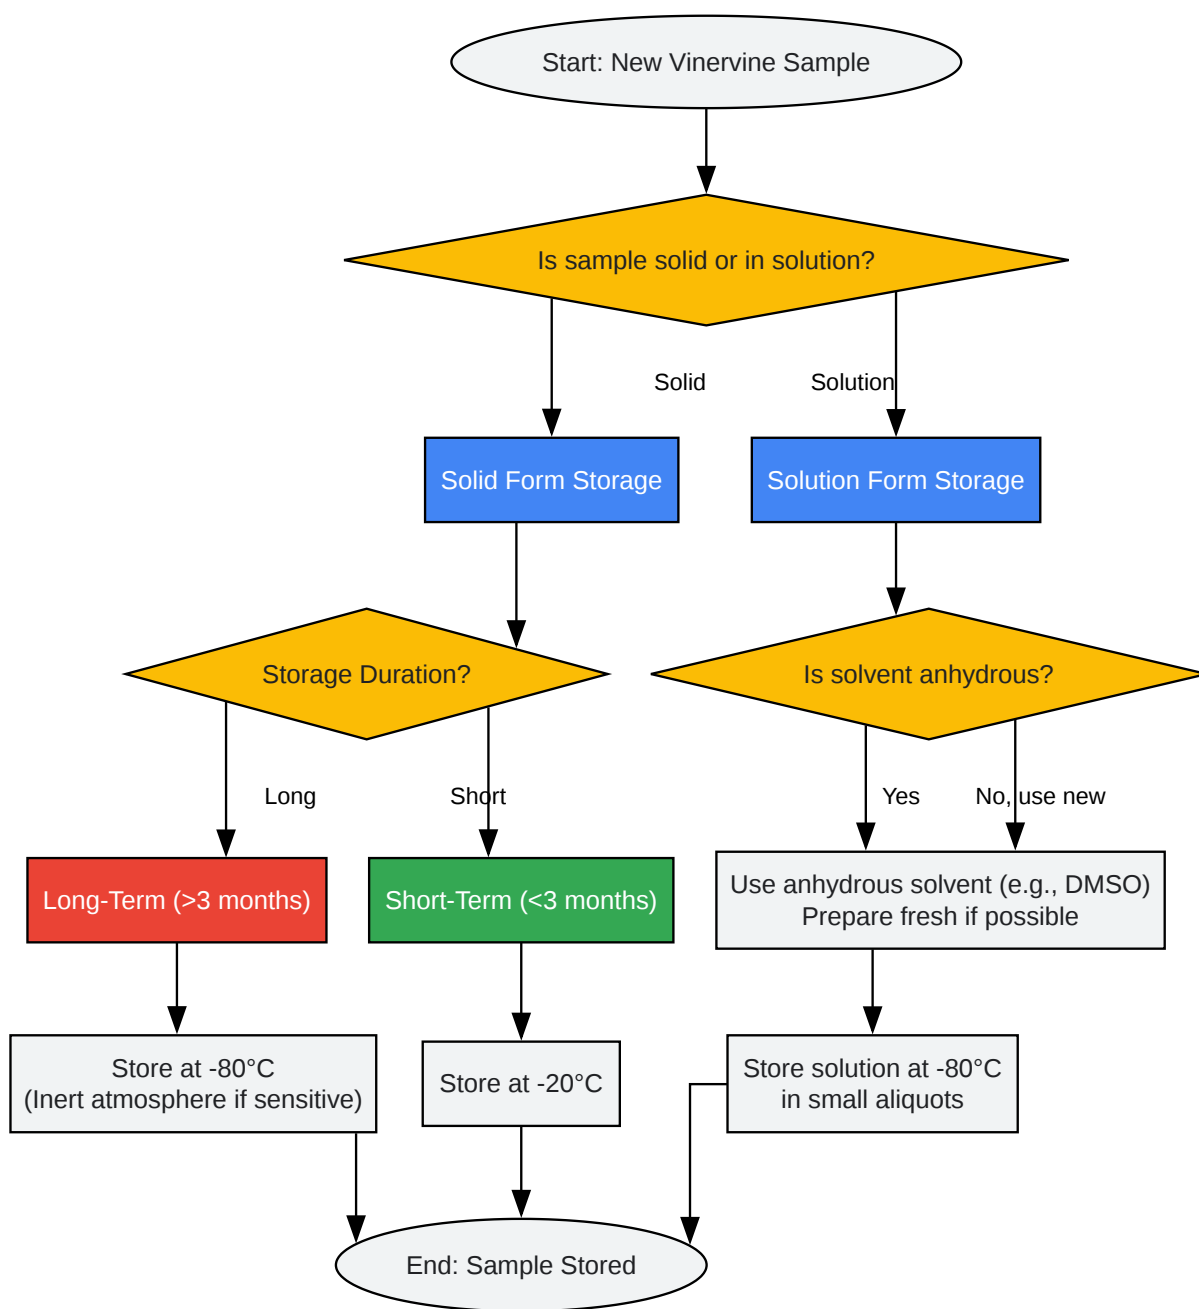 Start: New Vinervine Sample
Is sample solid or in solution?
Solid
Solution
Solid Form Storage
Solution Form Storage
Storage Duration?
Is solvent anhydrous?
Long
Short
Yes
No, use new
Long-Term (>3 months)
Short-Term (<3 months)
Use anhydrous solvent (e.g., DMSO)
Prepare fresh if possible
Store at -80°C
(Inert atmosphere if sensitive)
Store at -20°C
Store solution at -80°C
in small aliquots
End: Sample Stored